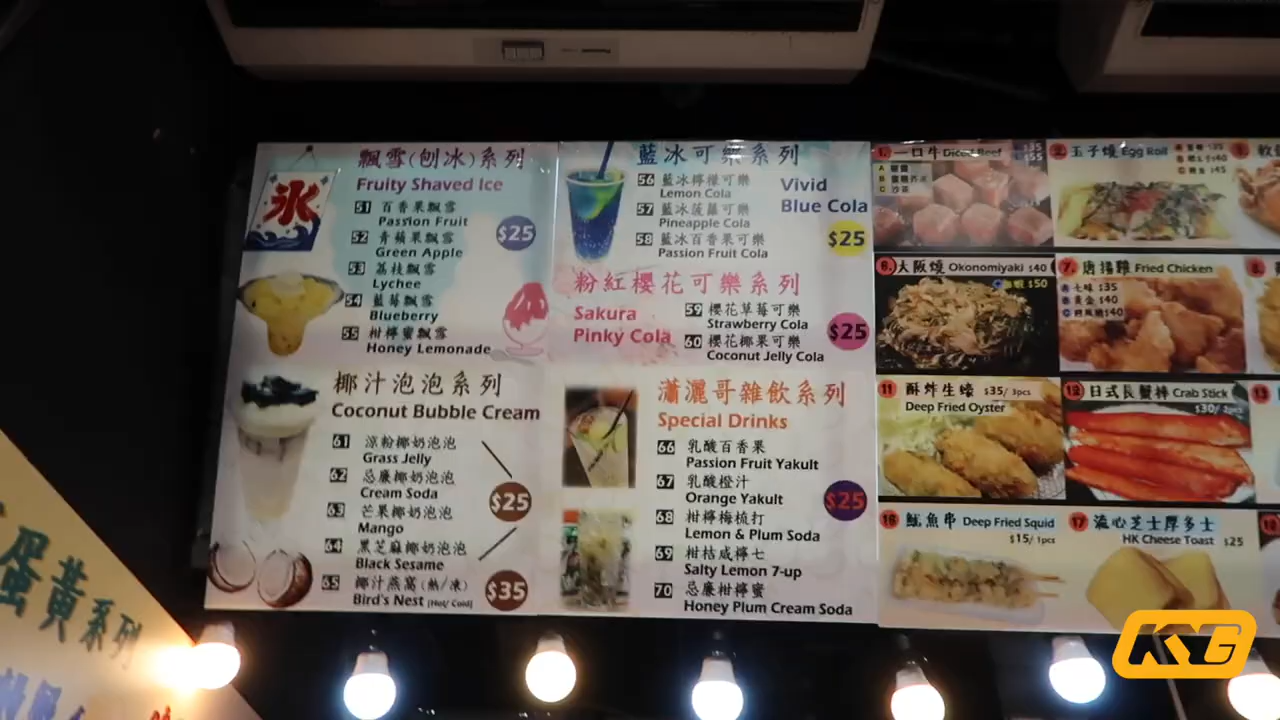 飄雪(刨冰)系列
Fruity Shaved Ice
冰
51 百香果飄雪
Passion Fruit
52 青蘋果飄雪
Green Apple
53 荔枝飄雪
Lychee
54 藍莓飄雪
Blueberry
55 柑檸蜜飄雪
Honey Lemonade
$25
椰汁泡泡系列
Coconut Bubble Cream
61 涼粉椰奶泡泡
Grass Jelly
62 忌廉椰奶泡泡
Cream Soda
63 芒果椰奶泡泡
Mango
64 黑芝麻椰奶泡泡
Black Sesame
$25
65 椰汁燕窩(熱/凍)
Bird's Nest (Hot/ Cold)
$35
藍冰可樂系列
Vivid
Blue Cola
56 藍冰檸檬可樂
Lemon Cola
57 藍冰菠蘿可樂
Pineapple Cola
58 藍冰百香果可樂
Passion Fruit Cola
$25
粉紅櫻花可樂系列
Sakura
Pinky Cola
59 櫻花草莓可樂
Strawberry Cola
60 櫻花椰果可樂
Coconut Jelly Cola
$25
瀟灑哥雜飲系列
Special Drinks
66 乳酸百香果
Passion Fruit Yakult
67 乳酸橙汁
Orange Yakult
68 柑檸梅梳打
Lemon & Plum Soda
69 柑桔咸檸七
Salty Lemon 7-up
70 忌廉柑檸蜜
Honey Plum Cream Soda
$25
1. 一口牛 Diced Beef
2. 玉子燒 Egg Roll
6. 大阪燒 Okonomiyaki $40
$50
7. 唐揚雞 Fried Chicken
A 七味 $35
B 黃金 $40
$40
11 酥炸生蠔 $35/ 3pcs
Deep Fried Oyster
12 日式長蟹棒 Crab Stick
$30/ 2pcs
13
16 魷魚串 Deep Fried Squid
$15/ 1pcs
17 流心芝士厚多士
HK Cheese Toast $25
蛋黃系列
KYG